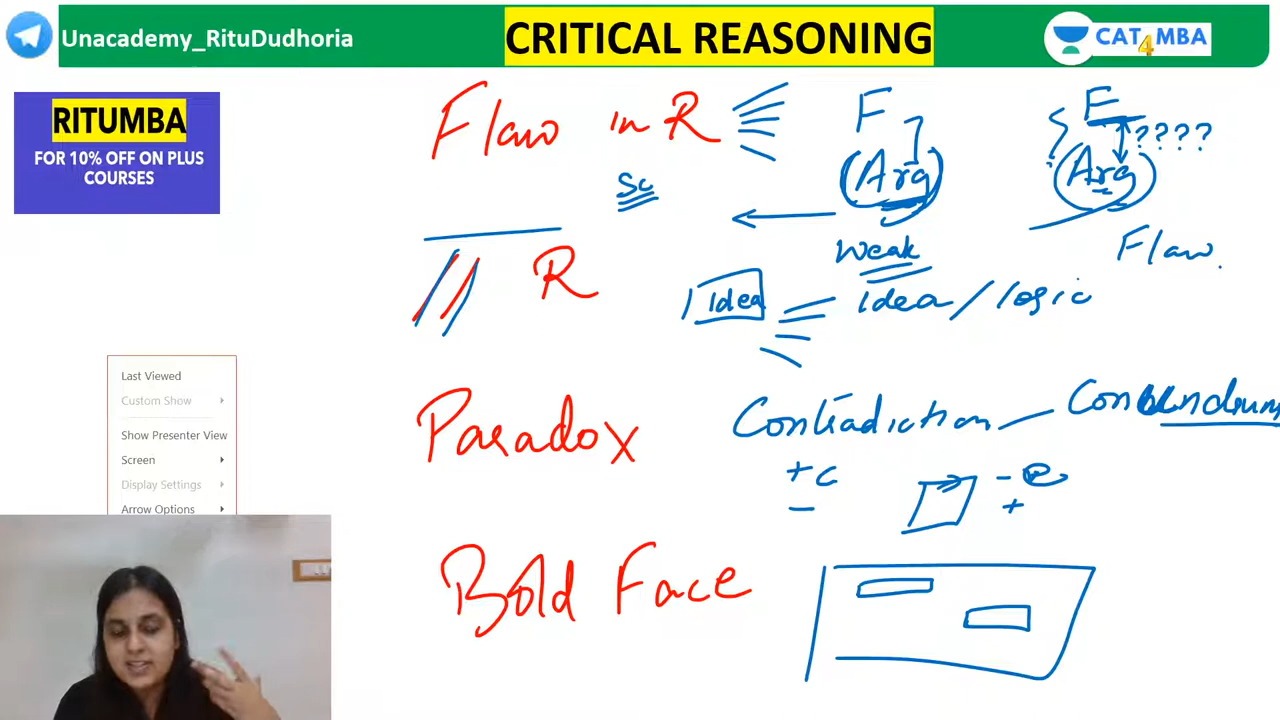 Unacademy_RituDudhoria
CRITICAL REASONING
CAT4MBA
RITUMBA
FOR 10% OFF ON PLUS
COURSES
Flaw in R
F
F
????
(Arg)
(Arg)
Sc
Weak
Flaw.
R
Idea
idea/logic
Last Viewed
Custom Show
Show Presenter View
Screen
Display Settings
Arrow Options
Paradox
Contradiction
+c
-
- e
+
Bold Face